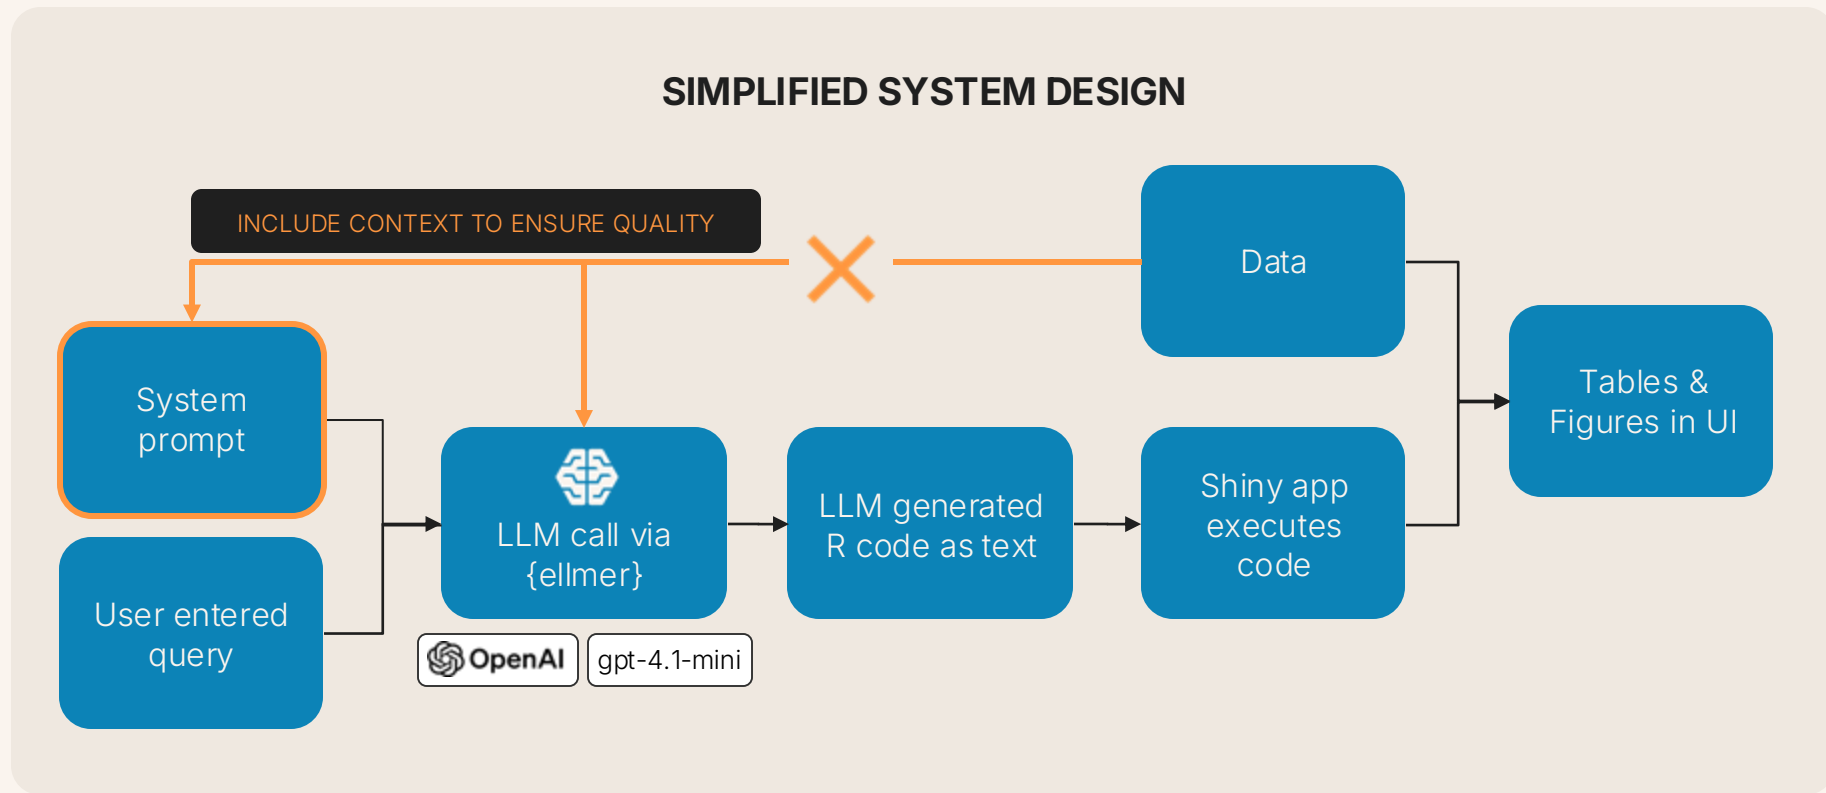 SIMPLIFIED SYSTEM DESIGN
INCLUDE CONTEXT TO ENSURE QUALITY
Data
System
prompt
Tables &
Figures in UI
LLM call via
{ellmer}
LLM generated
R code as text
Shiny app
executes
code
User entered
query
OpenAI
gpt-4.1-mini